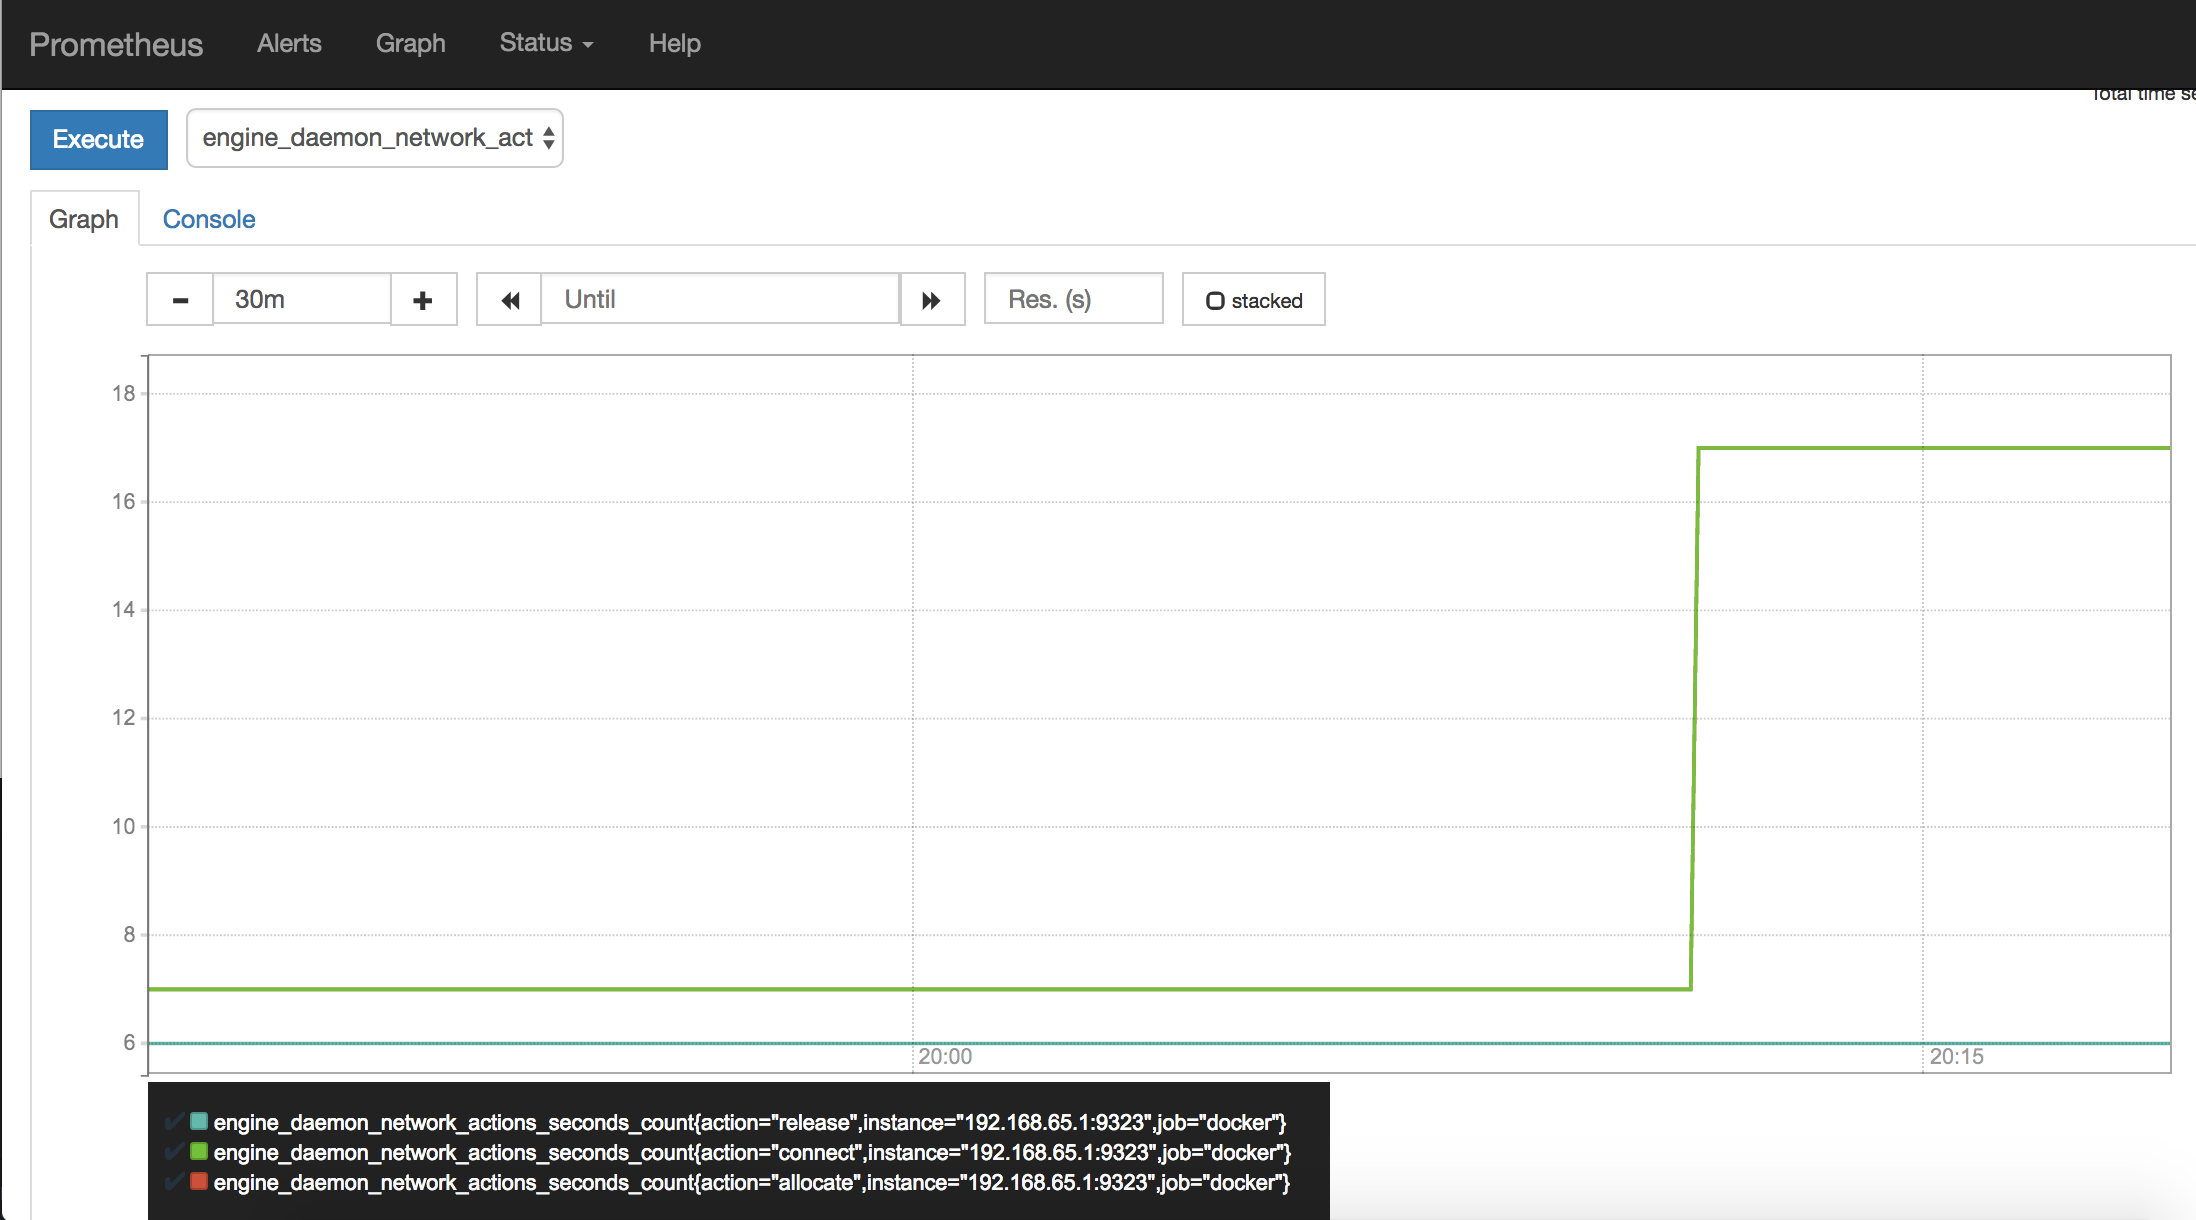 Prometheus Alerts Graph Status Help
Total time se
Execute engine_daemon_network_act
Graph Console
30m Until Res. (s) stacked
18
16
14
12
10
8
6
20:00 20:15
engine_daemon_network_actions_seconds_count{action="release",instance="192.168.65.1:9323",job="docker"}
engine_daemon_network_actions_seconds_count{action="connect",instance="192.168.65.1:9323",job="docker"}
engine_daemon_network_actions_seconds_count{action="allocate",instance="192.168.65.1:9323",job="docker"}